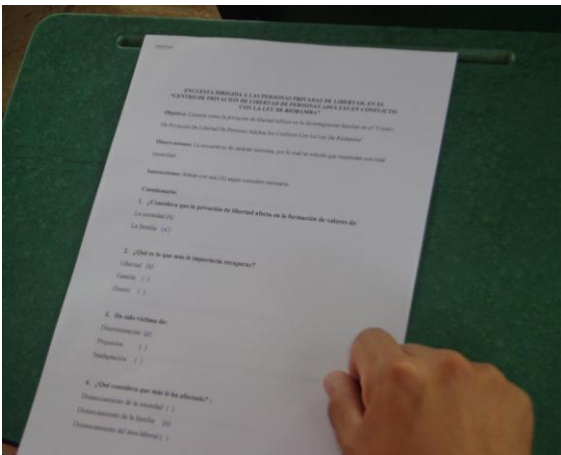 ENCUESTA DIRIGIDA A LAS PERSONAS PRIVADAS DE LIBERTAD, EN EL
"CENTRO DE PRIVACIÓN DE LIBERTAD DE PERSONAS ADULTAS EN CONFLICTO
CON LA LEY DE RIOBAMBA"
Objetivo: Conocer como la privación de libertad influye en la desintegración familiar en el "Centro
De Privación De Libertad De Personas Adultas En Conflicto Con La Ley De Riobamba"
Observaciones: La encuesta es de carácter anónima, por lo cual se solicita que respondan con total
sinceridad.
Instrucciones: Señale con una (X) según considere necesario
Cuestionario:
1. ¿Considera que la privación de libertad afecta en la formación de valores de:
La sociedad (x)
La familia (x)
2. ¿Qué es lo que más le importaría recuperar?
Libertad (x)
Familia ( )
Dinero ( )
3. Ha sido víctima de:
Discriminación (x)
Prejuicios ( )
Inadaptación ( )
4. ¿Qué considera que más le ha afectado? :
Distanciamiento de la sociedad ( )
Distanciamiento de la familia (x)
Distanciamiento del área laboral ( )